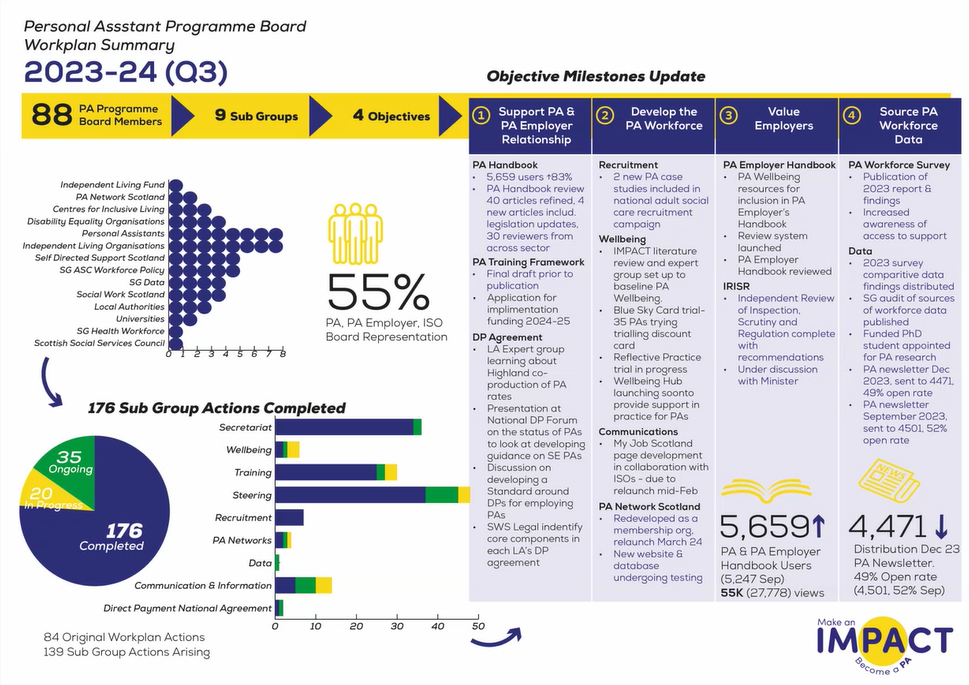 Personal Assstant Programme Board
Workplan Summary
2023-24 (Q3)
Objective Milestones Update
88 PA Programme
Board Members
9 Sub Groups
4 Objectives
1 Support PA &
PA Employer
Relationship
2 Develop the
PA Workforce
3 Value
Employers
4 Source PA
Workforce
Data
Independent Living Fund
PA Network Scotland
Centres for Inclusive Living
Disability Equality Organisations
Personal Assistants
Independent Living Organisations
Self Directed Support Scotland
SG ASC Workforce Policy
SG Data
Social Work Scotland
Local Authorities
Universities
SG Health Workforce
Scottish Social Services Council
0 1 2 3 4 5 6 7 8
55%
PA, PA Employer, ISO
Board Representation
176 Sub Group Actions Completed
35
Ongoing
20
In Progress
176
Completed
Secretariat
Wellbeing
Training
Steering
Recruitment
PA Networks
Data
Communication & Information
Direct Payment National Agreement
0 10 20 30 40 50
84 Original Workplan Actions
139 Sub Group Actions Arising
PA Handbook
• 5,659 users ↑83%
• PA Handbook review
40 articles refined, 4
new articles includ.
legislation updates,
30 reviewers from
across sector
PA Training Framework
• Final draft prior to
publication
• Application for
implimentation
funding 2024-25
DP Agreement
• LA Expert group
learning about
Highland co-
production of PA
rates
• Presentation at
National DP Forum
on the status of PAs
to look at developing
guidance on SE PAs
• Discussion on
developing a
Standard around
DPs for employing
PAs
• SWS Legal indentify
core components in
each LA's DP
agreement
Recruitment
• 2 new PA case
studies included in
national adult social
care recruitment
campaign
Wellbeing
• IMPACT literature
review and expert
group set up to
baseline PA
Wellbeing.
• Blue Sky Card trial-
35 PAs trying
trialling discount
card
• Reflective Practice
trial in progress
• Wellbeing Hub
launching soonto
provide support in
practice for PAs
Communications
• My Job Scotland
page development
in collaboration with
ISOs - due to
relaunch mid-Feb
PA Network Scotland
• Redeveloped as a
membership org,
relaunch March 24
• New website &
database
undergoing testing
PA Employer Handbook
• PA Wellbeing
resources for
inclusion in PA
Employer's
Handbook
• Review system
launched
• PA Employer
Handbook reviewed
IRISR
• Independent Review
of Inspection,
Scrutiny and
Regulation complete
with
recommendations
• Under discussion
with Minister
5,659↑
PA & PA Employer
Handbook Users
(5,247 Sep)
55K (27,778) views
PA Workforce Survey
• Publication of
2023 report &
findings
• Increased
awareness of
access to support
Data
• 2023 survey
comparitive data
findings distributed
• SG audit of sources
of workforce data
published
• Funded PhD
student appointed
for PA research
• PA newsletter Dec
2023, sent to 4471,
49% open rate
• PA newsletter
September 2023,
sent to 4501, 52%
open rate
NEWS
4,471↓
Distribution Dec 23
PA Newsletter.
49% Open rate
(4,501, 52% Sep)
Make an
IMPACT
Become a PA